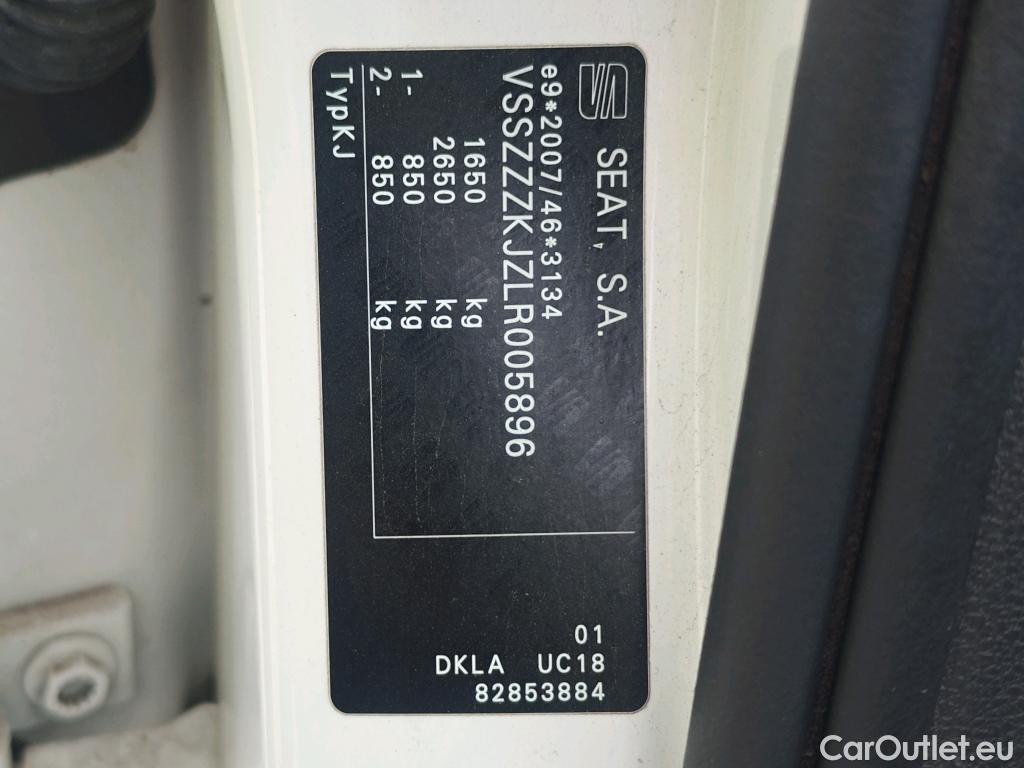 SEAT, S.A.
e9*2007/46*3134
VSSZZZKJZLR005896
1650 kg
2650 kg
1- 850 kg
2- 850 kg
TypKJ
01
DKLA UC18
82853884
CarOutlet.eu